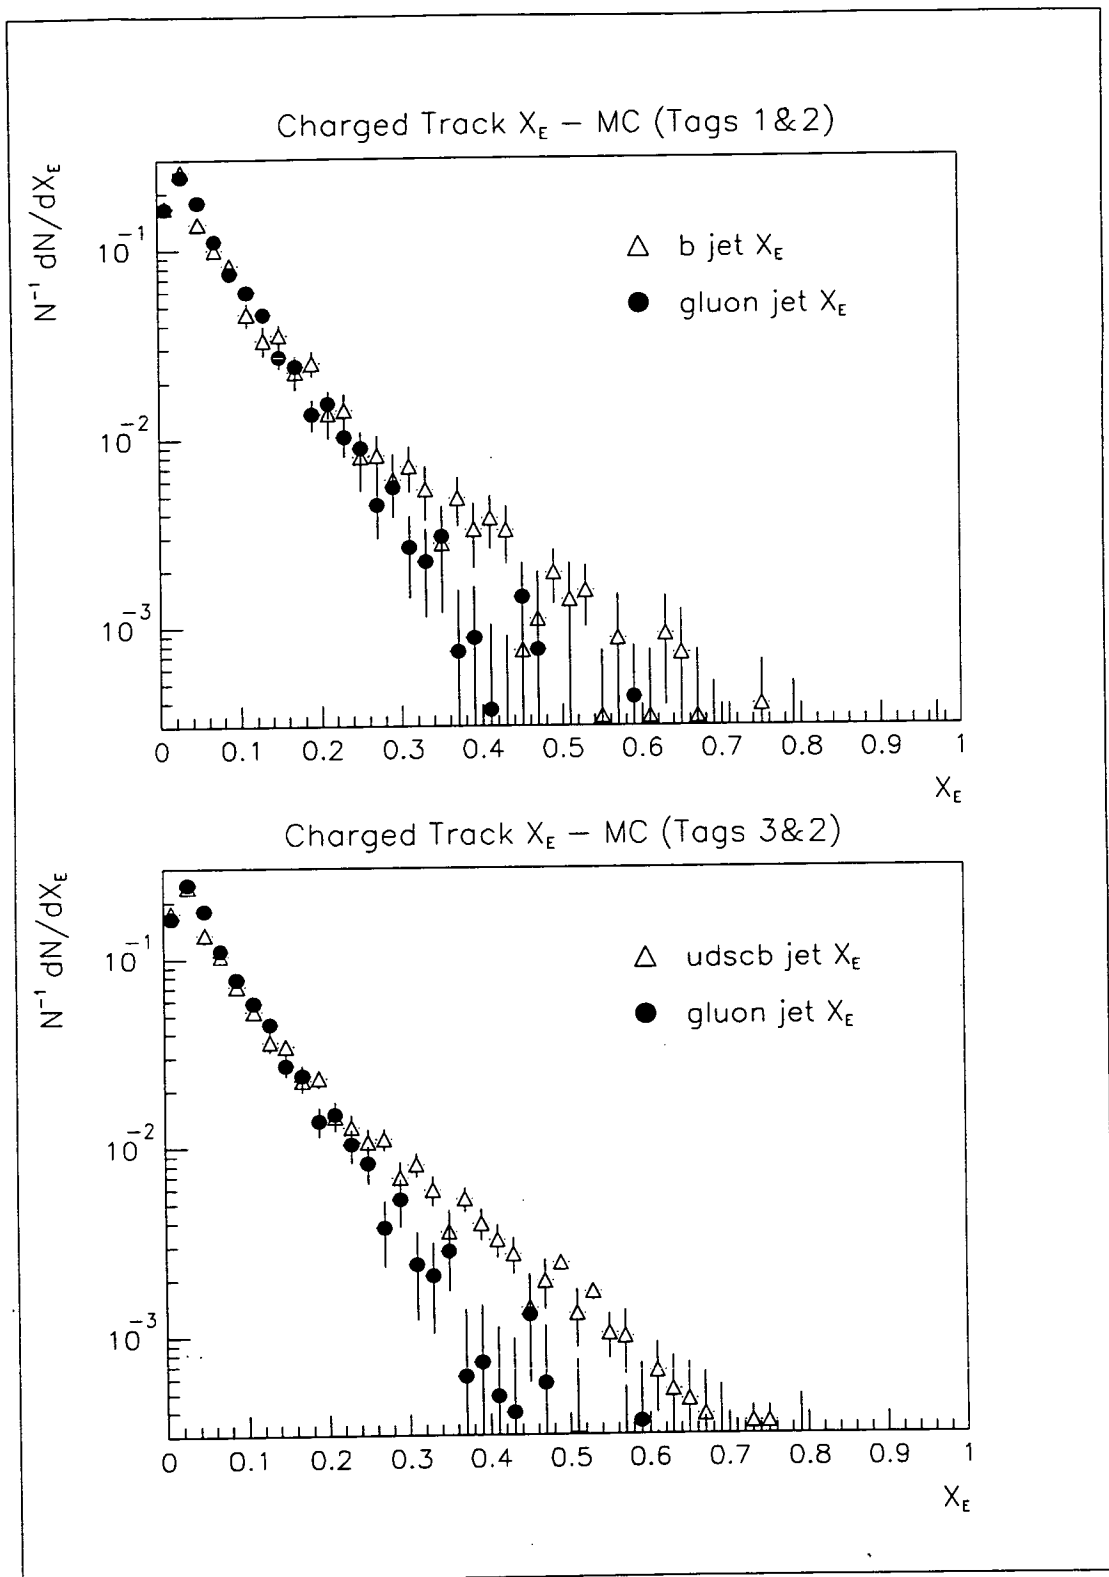 Charged Track X_E – MC (Tags 1&2)
N⁻¹ dN/dX_E
10⁻¹
10⁻²
10⁻³
b jet X_E
gluon jet X_E
0 0.1 0.2 0.3 0.4 0.5 0.6 0.7 0.8 0.9 1
X_E
Charged Track X_E – MC (Tags 3&2)
N⁻¹ dN/dX_E
10⁻¹
10⁻²
10⁻³
udscb jet X_E
gluon jet X_E
0 0.1 0.2 0.3 0.4 0.5 0.6 0.7 0.8 0.9 1
X_E